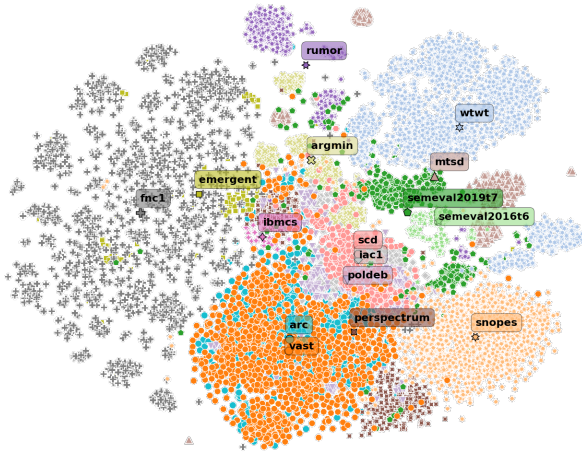 rumor
wtwt
argmin
mtsd
emergent
fnc1
semeval2019t7
semeval2016t6
ibmcs
scd
iac1
poldeb
arc
perspectrum
snopes
vast